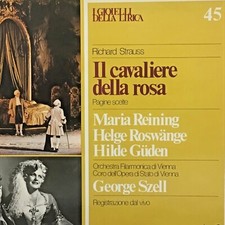 I GIOIELLI
DELLA LIRICA
45
Richard Strauss
Il cavaliere
della rosa
Pagine scelte
Maria Reining
Helge Roswänge
Hilde Güden
Orchestra Filarmonica di Vienna
Coro dell'Opera di Stato di Vienna
George Szell
Registrazione dal vivo